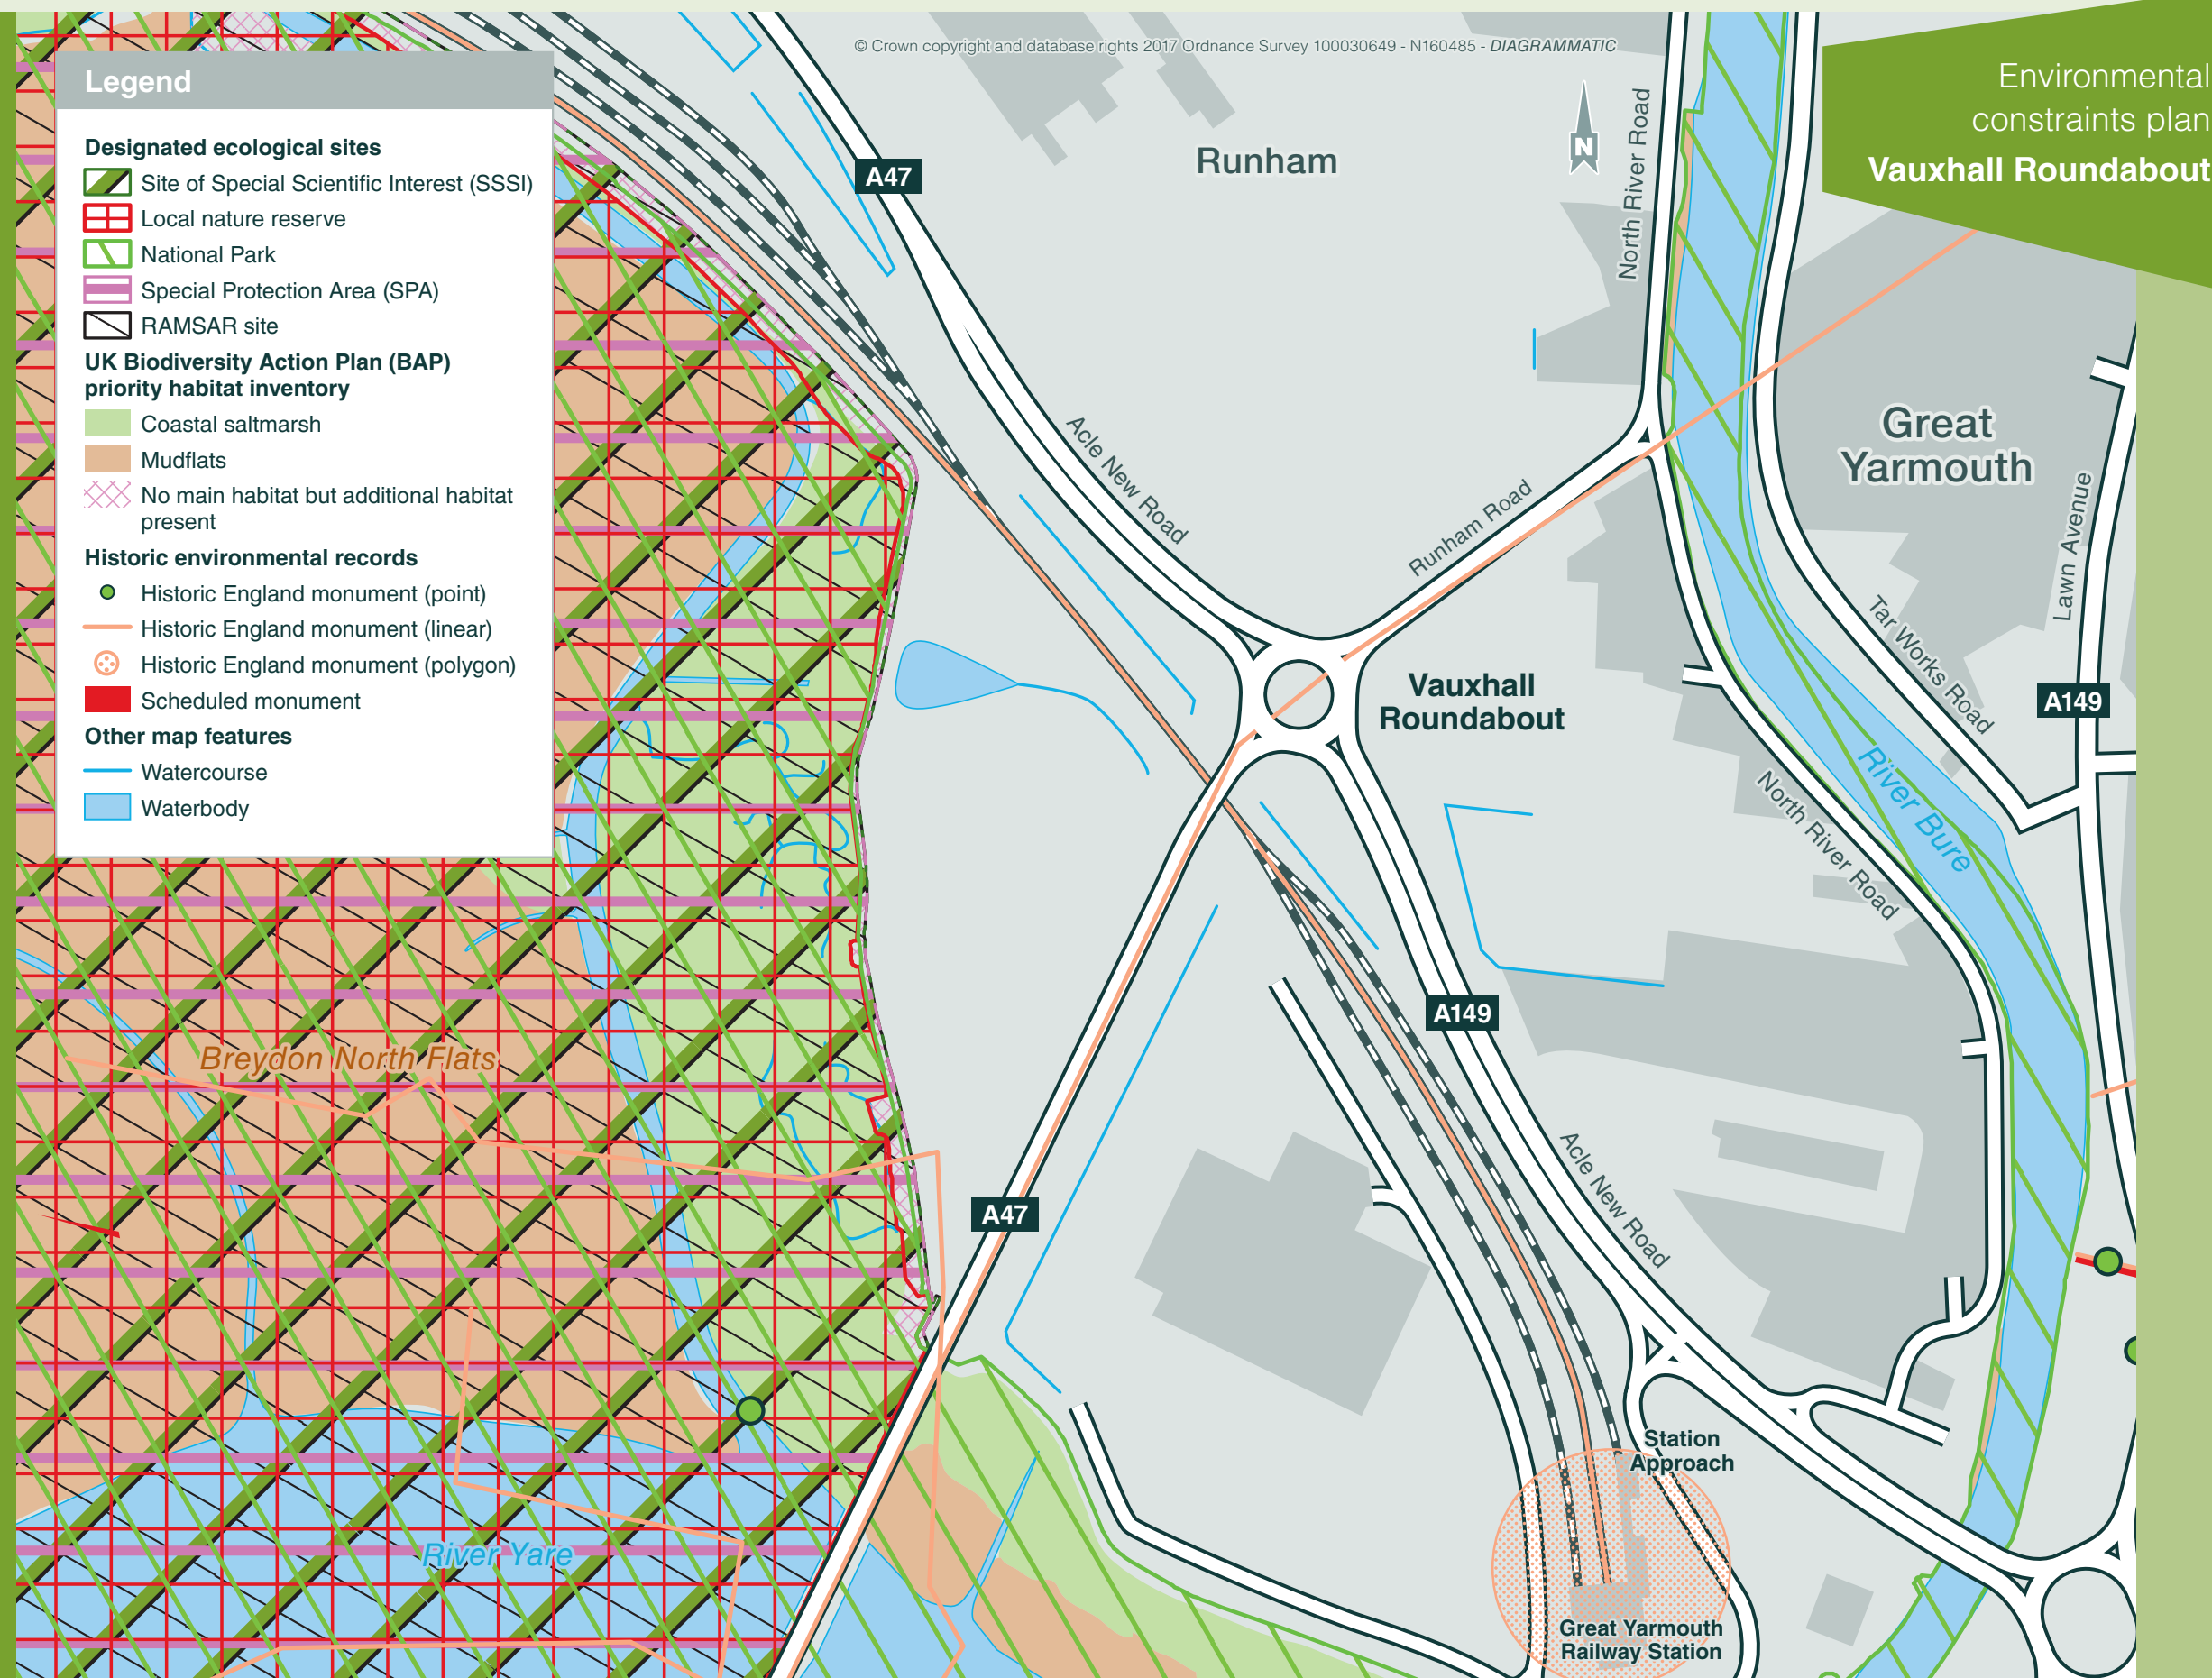 © Crown copyright and database rights 2017 Ordnance Survey 100030649 - N160485 - DIAGRAMMATIC
Environmental
constraints plan
Vauxhall Roundabout
Legend
Designated ecological sites
Site of Special Scientific Interest (SSSI)
Local nature reserve
National Park
Special Protection Area (SPA)
RAMSAR site
UK Biodiversity Action Plan (BAP)
priority habitat inventory
Coastal saltmarsh
Mudflats
No main habitat but additional habitat
present
Historic environmental records
Historic England monument (point)
Historic England monument (linear)
Historic England monument (polygon)
Scheduled monument
Other map features
Watercourse
Waterbody
A47
Runham
N
North River Road
Great
Yarmouth
Acle New Road
Runham Road
Lawn Avenue
Tar Works Road
Vauxhall
Roundabout
A149
River Bure
North River Road
A149
Breydon North Flats
A47
Acle New Road
Station
Approach
River Yare
Great Yarmouth
Railway Station